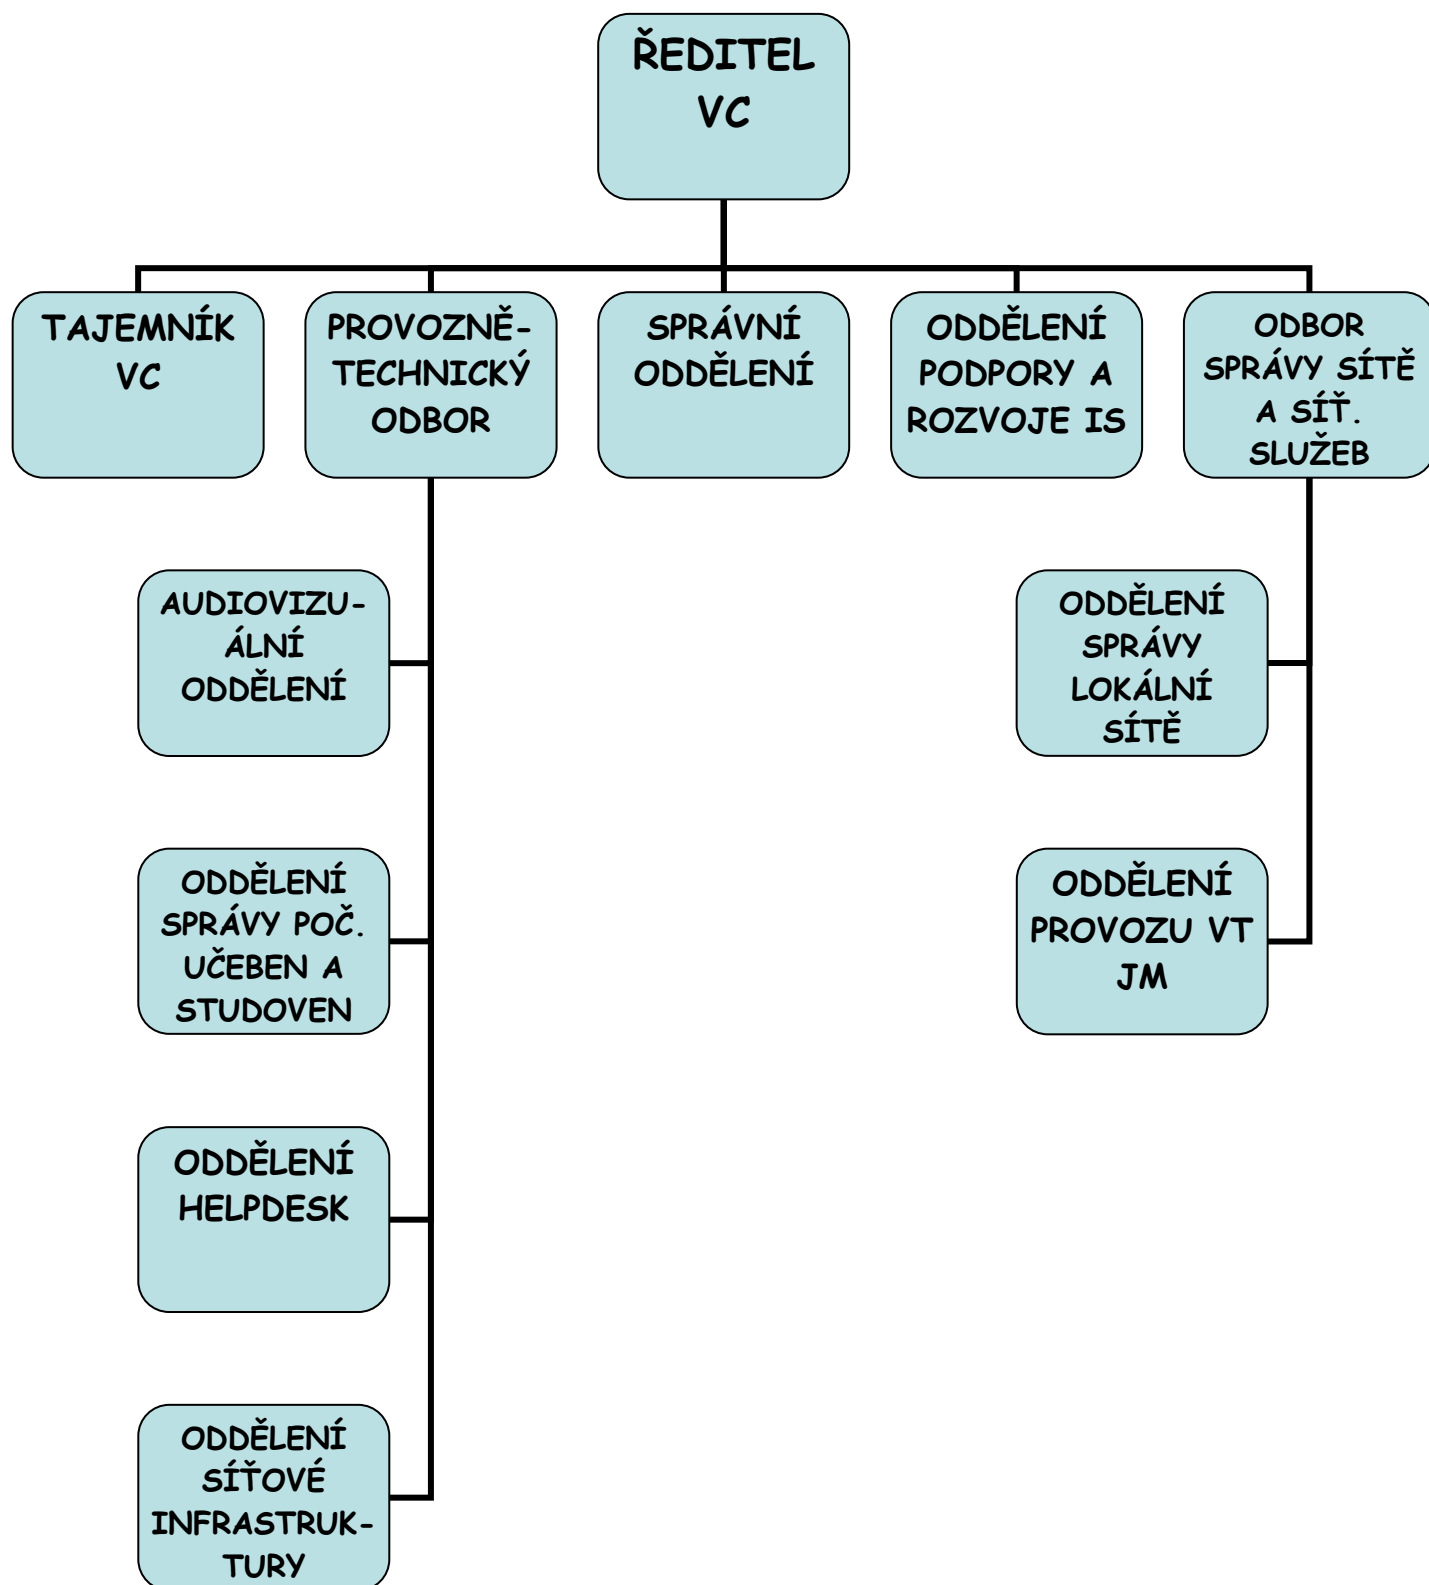 ŘEDITEL
VC
TAJEMNÍK
VC
PROVOZNĚ-
TECHNICKÝ
ODBOR
SPRÁVNÍ
ODDĚLENÍ
ODDĚLENÍ
PODPORY A
ROZVOJE IS
ODBOR
SPRÁVY SÍTĚ
A SÍŤ.
SLUŽEB
AUDIOVIZU-
ÁLNÍ
ODDĚLENÍ
ODDĚLENÍ
SPRÁVY POČ.
UČEBEN A
STUDOVEN
ODDĚLENÍ
HELPDESK
ODDĚLENÍ
SÍŤOVÉ
INFRASTRUK-
TURY
ODDĚLENÍ
SPRÁVY
LOKÁLNÍ
SÍTĚ
ODDĚLENÍ
PROVOZU VT
JM